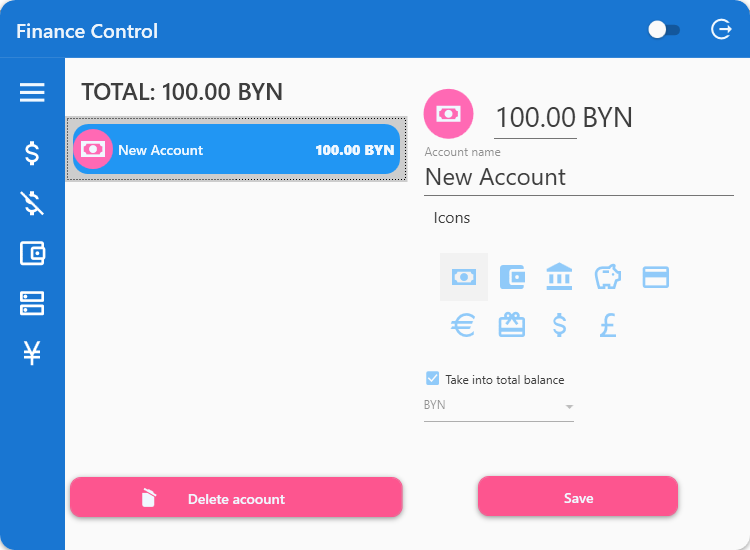 Finance Control
TOTAL: 100.00 BYN
New Account 100.00 BYN
100.00 BYN
Account name
New Account
Icons
Take into total balance
BYN
Delete acoount
Save